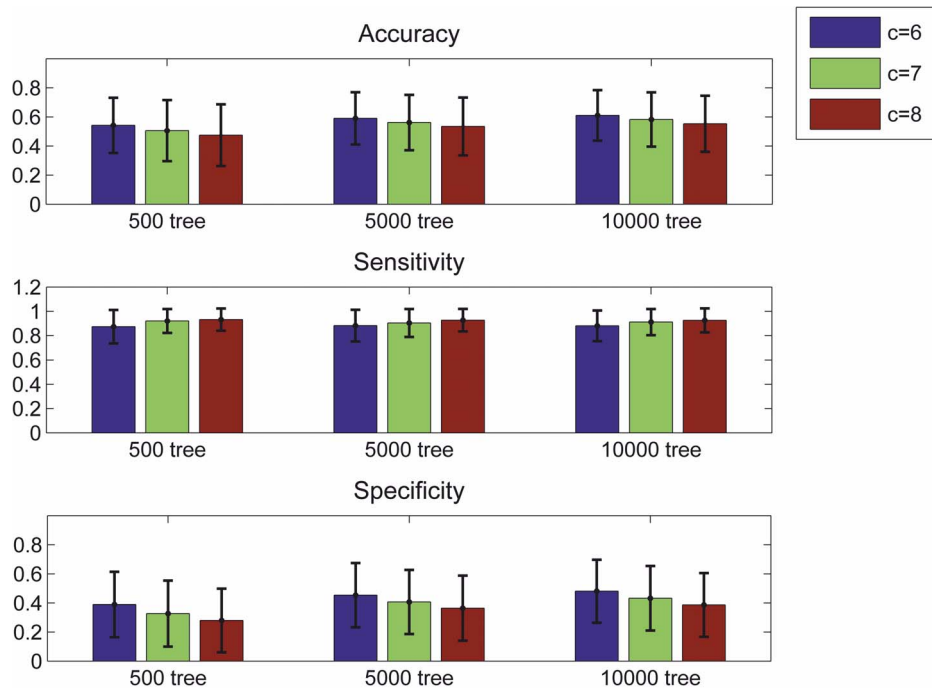 Accuracy
c=6
c=7
c=8
0.8
0.6
0.4
0.2
0
500 tree
5000 tree
10000 tree
Sensitivity
1.2
1
0.8
0.6
0.4
0.2
0
500 tree
5000 tree
10000 tree
Specificity
0.8
0.6
0.4
0.2
0
500 tree
5000 tree
10000 tree